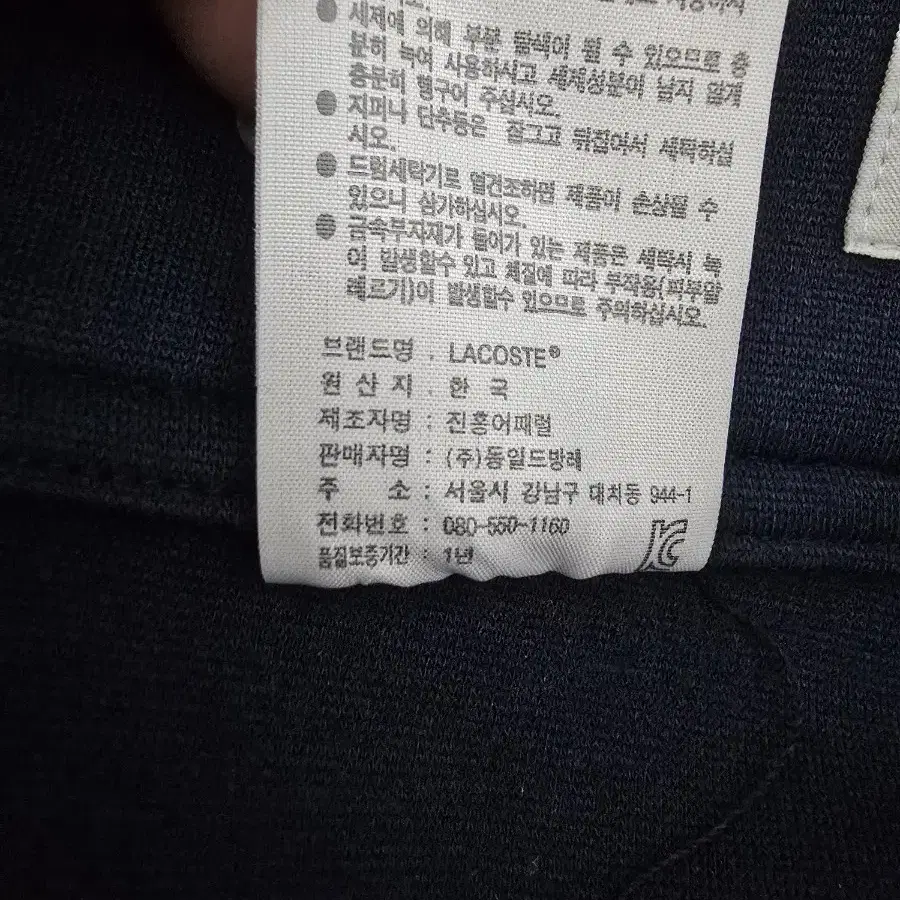 ● 세제에 의해 부분 탈색이 될 수 있으므로 충
분히 녹여 사용하시고 세제성분이 남지 않게
충분히 헹구어 주십시오.
● 지퍼나 단추등은 잠그고 뒤집어서 세탁하십
시오.
● 드럼세탁기로 열건조하면 제품이 손상될 수
있으니 삼가하십시오.
● 금속부자재가 들어가 있는 제품은 세탁시 녹
이 발생할수 있고 체질에 따라 부작용(피부알
레르기)이 발생할수 있으므로 주의하십시오.
브랜드명 : LACOSTE®
원 산 지 : 한 국
제조자명 : 진홍어패럴
판매자명 : (주)동일드방레
주 소 : 서울시 강남구 대치동 944-1
전화번호 : 080-550-1160
품질보증기간 : 1년